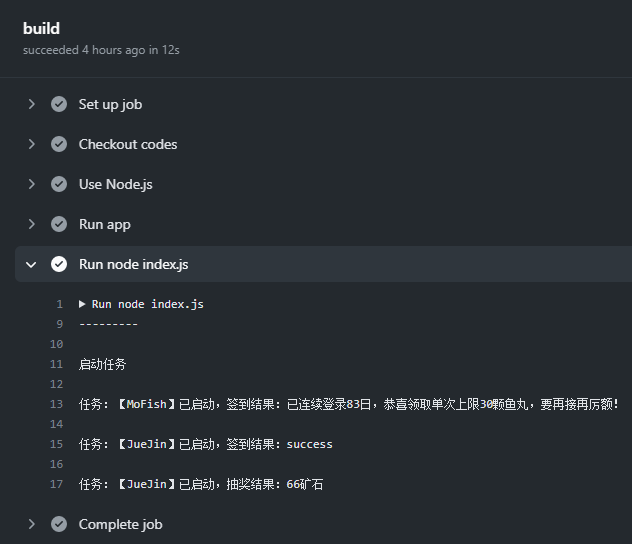 build
succeeded 4 hours ago in 12s
Set up job
Checkout codes
Use Node.js
Run app
Run node index.js
1 ▶ Run node index.js
9 ---------
10
11 启动任务
12
13 任务:【MoFish】已启动，签到结果：已连续登录83日，恭喜领取单次上限30颗鱼丸，要再接再厉额！
14
15 任务:【JueJin】已启动，签到结果：success
16
17 任务:【JueJin】已启动，抽奖结果：66矿石
Complete job